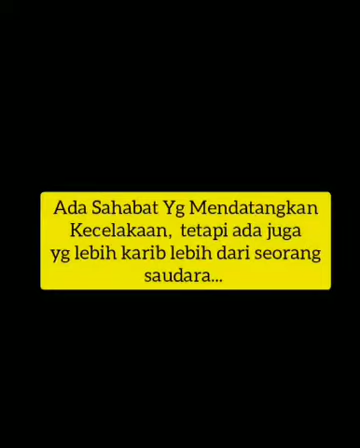 Ada Sahabat Yg Mendatangkan
Kecelakaan, tetapi ada juga
yg lebih karib lebih dari seorang
saudara...